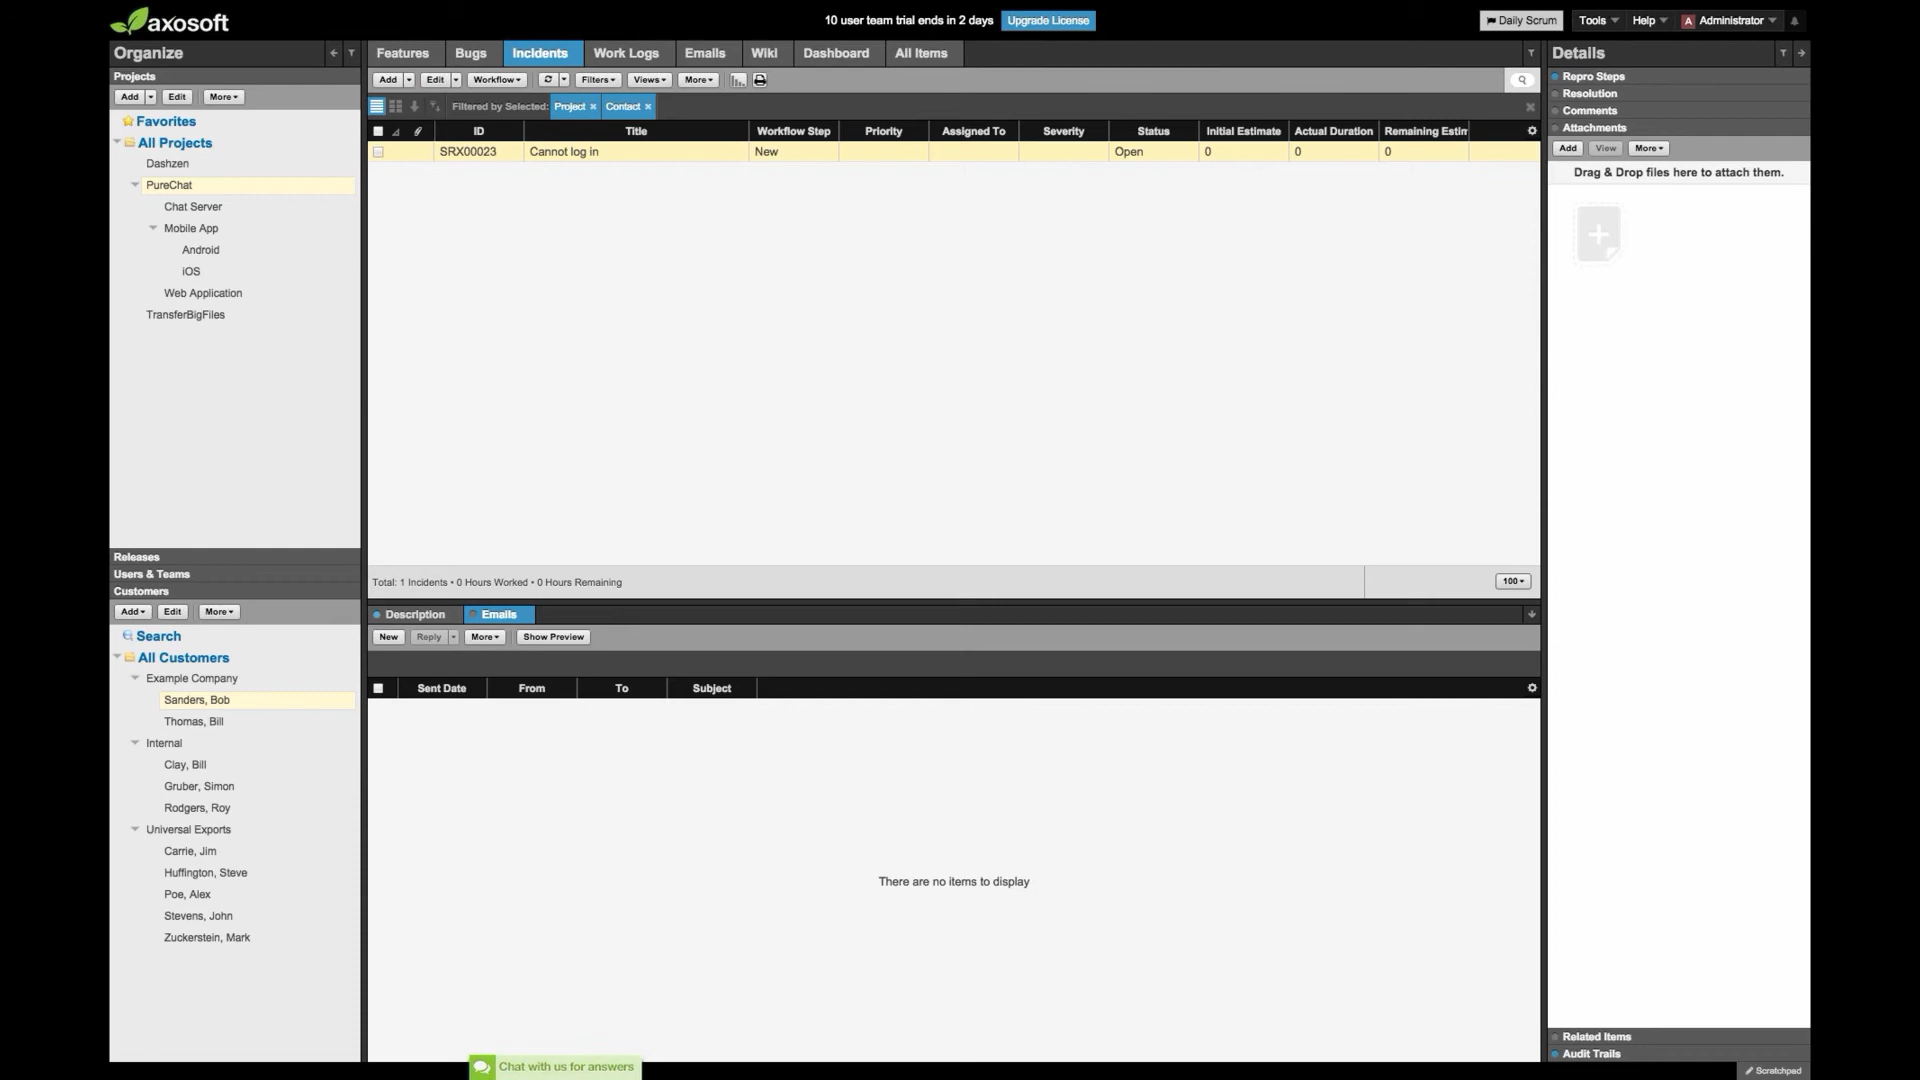 axosoft
10 user team trial ends in 2 days
Upgrade License
Daily Scrum
Tools
Help
A Administrator
Organize
Features
Bugs
Incidents
Work Logs
Emails
Wiki
Dashboard
All Items
Details
Projects
Add
Edit
More
Favorites
All Projects
Dashzen
PureChat
Chat Server
Mobile App
Android
iOS
Web Application
TransferBigFiles
Releases
Users & Teams
Customers
Add
Edit
More
Search
All Customers
Example Company
Sanders, Bob
Thomas, Bill
Internal
Clay, Bill
Gruber, Simon
Rodgers, Roy
Universal Exports
Carrie, Jim
Huffington, Steve
Poe, Alex
Stevens, John
Zuckerstein, Mark
Add
Edit
Workflow
Filters
Views
More
Filtered by Selected:
Project ×
Contact ×
ID Title Workflow Step Priority Assigned To Severity Status Initial Estimate Actual Duration Remaining Estim
SRX00023 Cannot log in New Open 0 0 0
Total: 1 Incidents • 0 Hours Worked • 0 Hours Remaining
100
Description
Emails
New
Reply
More
Show Preview
Sent Date From To Subject
There are no items to display
Chat with us for answers
Repro Steps
Resolution
Comments
Attachments
Add
View
More
Drag & Drop files here to attach them.
Related Items
Audit Trails
Scratchpad